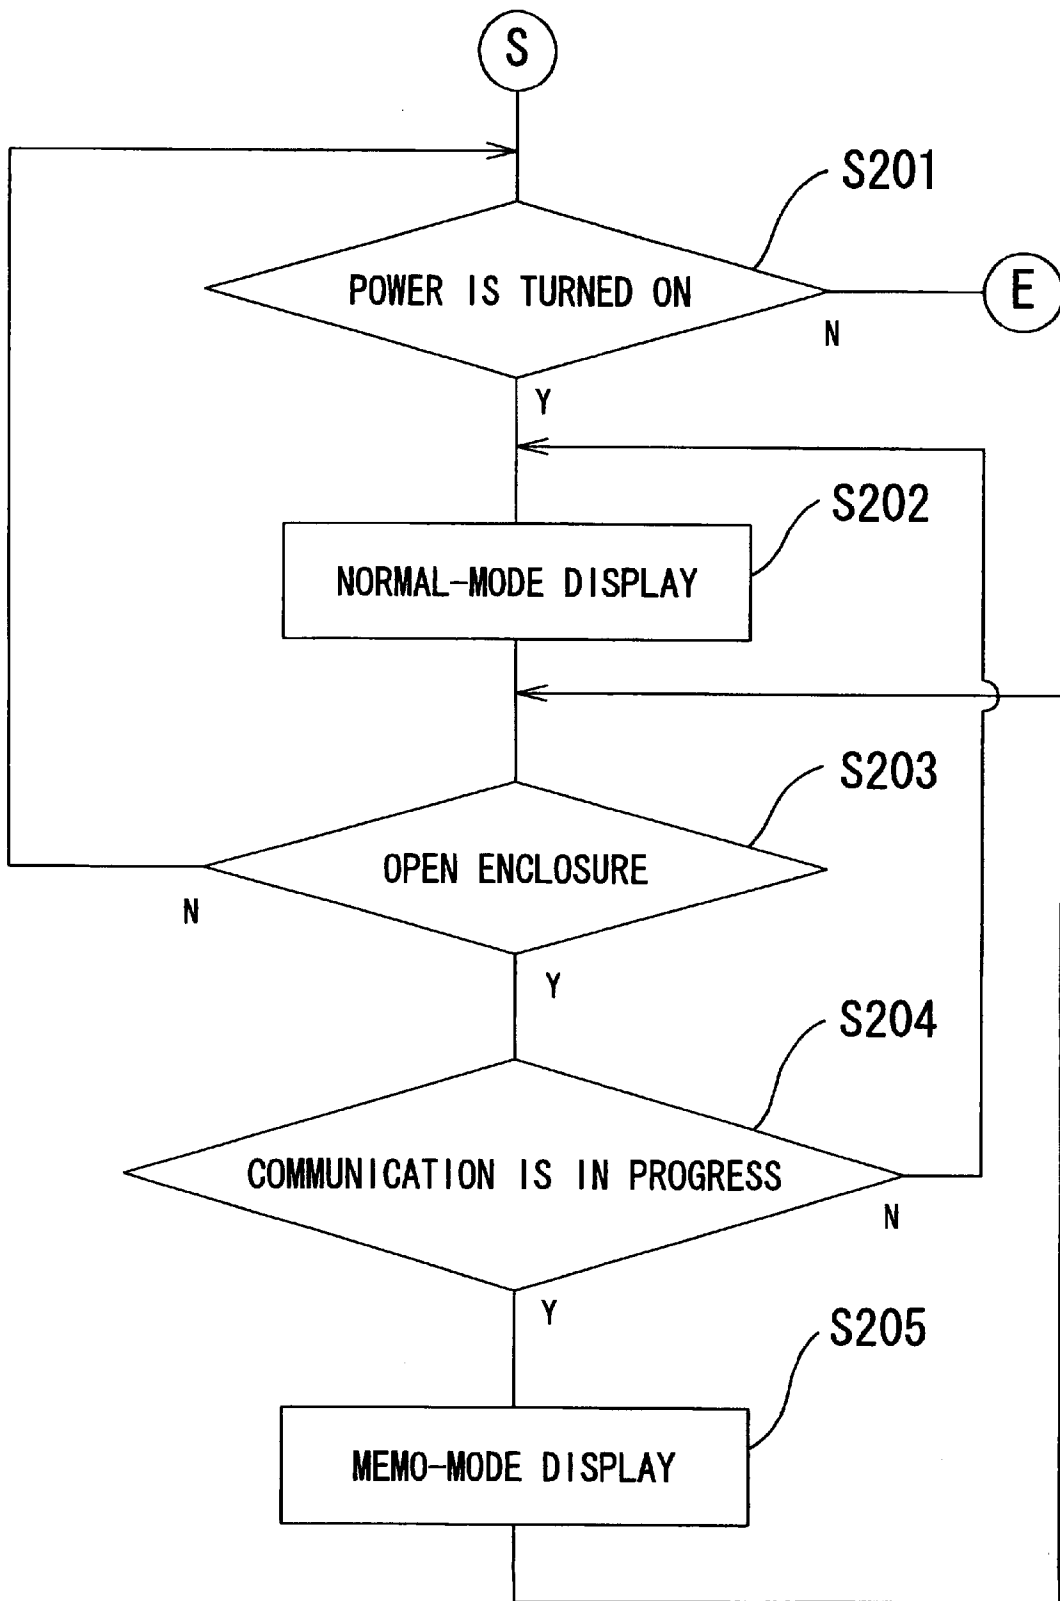 S
S201
POWER IS TURNED ON
E
N
Y
S202
NORMAL-MODE DISPLAY
S203
OPEN ENCLOSURE
N
Y
S204
COMMUNICATION IS IN PROGRESS
N
Y
S205
MEMO-MODE DISPLAY